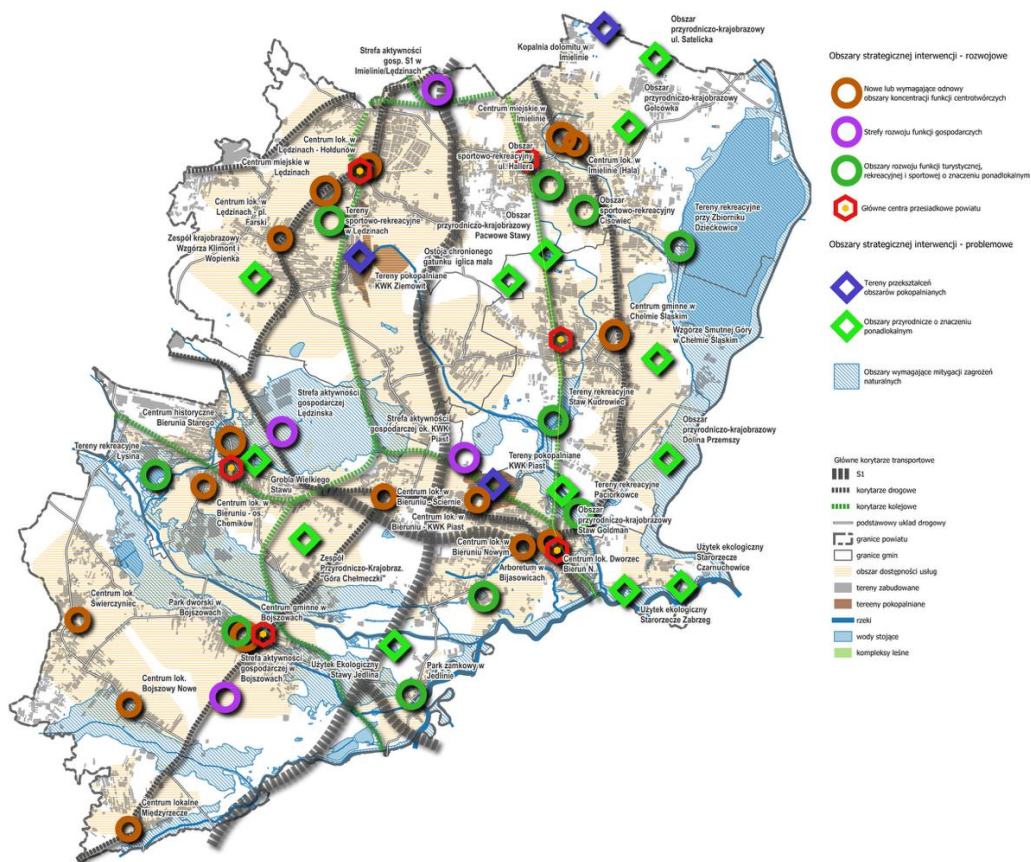 Obszar
przyrodniczo-krajobrazowy
ul. Satelicka
Strefa aktywności
gosp. S1 w
Imielinie/Lędzinach
Kopalnia dolomitu w
Imielinie
Obszar
przyrodniczo-krajobrazowy
Golcówka
Centrum miejskie w
Imielinie
Centrum lok. w
Lędzinach - Hołdunów
Centrum miejskie w
Lędzinach
Obszar
sportowo-rekreacyjny
ul. Hallera
Centrum lok. w
Imielinie (Hala)
Centrum lok. w
Lędzinach - pl.
Farski
Tereny
sportowo-rekreacyjne
w Lędzinach
Obszar
sportowo-rekreacyjny
Cisowiec
Obszar
przyrodniczo-krajobrazowy
Pacwowe Stawy
Tereny rekreacyjne
przy Zbiorniku
Dziećkowice
Zespół krajobrazowy
Wzgórza Klimont i
Wopienka
Ostoja chronionego
gatunku iglica mała
Tereny pokopalniane
KWK Ziemowit
Centrum gminne w
Chełmie Śląskim
Wzgórze Smutnej Góry
w Chełmie Śląskim
Strefa aktywności
gospodarczej
Lędzińska
Tereny rekreacyjne
Staw Kudrowiec
Centrum historyczne
Bierunia Starego
Strefa aktywności
gospodarczej ok. KWK
Piast
Obszar
przyrodniczo-krajobrazowy
Dolina Przemszy
Tereny rekreacyjne
Łysina
Tereny pokopalniane
KWK Piast
Grobla Wielkiego
Stawu
Tereny rekreacyjne
Paciorkowce
Centrum lok. w
Bieruniu - os.
Chemików
Centrum lok. w
Bieruniu - Ściernie
Centrum lok. w
Bieruniu - KWK Piast
Obszar
przyrodniczo-krajobrazowy
Staw Goldman
Centrum lok. w
Bieruniu Nowym
Zespół
Przyrodniczo-Krajobraz.
"Góra Chełmeczki"
Arboretum w
Bijasowicach
Centrum lok. Dworzec
Bieruń N.
Użytek ekologiczny
Starorzecze
Czarnuchowice
Centrum lok.
Świerczyniec
Park dworski w
Bojszowach
Centrum gminne w
Bojszowach
Użytek ekologiczny
Starorzecze Zabrzeg
Strefa aktywności
gospodarczej w
Bojszowach
Użytek Ekologiczny
Stawy Jedlina
Park zamkowy w
Jedlinie
Centrum lok.
Bojszowy Nowe
Centrum lokalne
Międzyrzecze
Obszary strategicznej interwencji - rozwojowe
Nowe lub wymagające odnowy
obszary koncentracji funkcji centrotwórczych
Strefy rozwoju funkcji gospodarczych
Obszary rozwoju funkcji turystycznej,
rekreacyjnej i sportowej o znaczeniu ponadlokalnym
Główne centra przesiadkowe powiatu
Obszary strategicznej interwencji - problemowe
Tereny przekształceń
obszarów pokopalnianych
Obszary przyrodnicze o znaczeniu
ponadlokalnym
Obszary wymagające mitygacji zagrożeń
naturalnych
Główne korytarze transportowe
S1
korytarze drogowe
korytarze kolejowe
podstawowy układ drogowy
granice powiatu
granice gmin
obszar dostępności usług
tereny zabudowane
tereeny pokopalniane
rzeki
wody stojące
kompleksy leśne